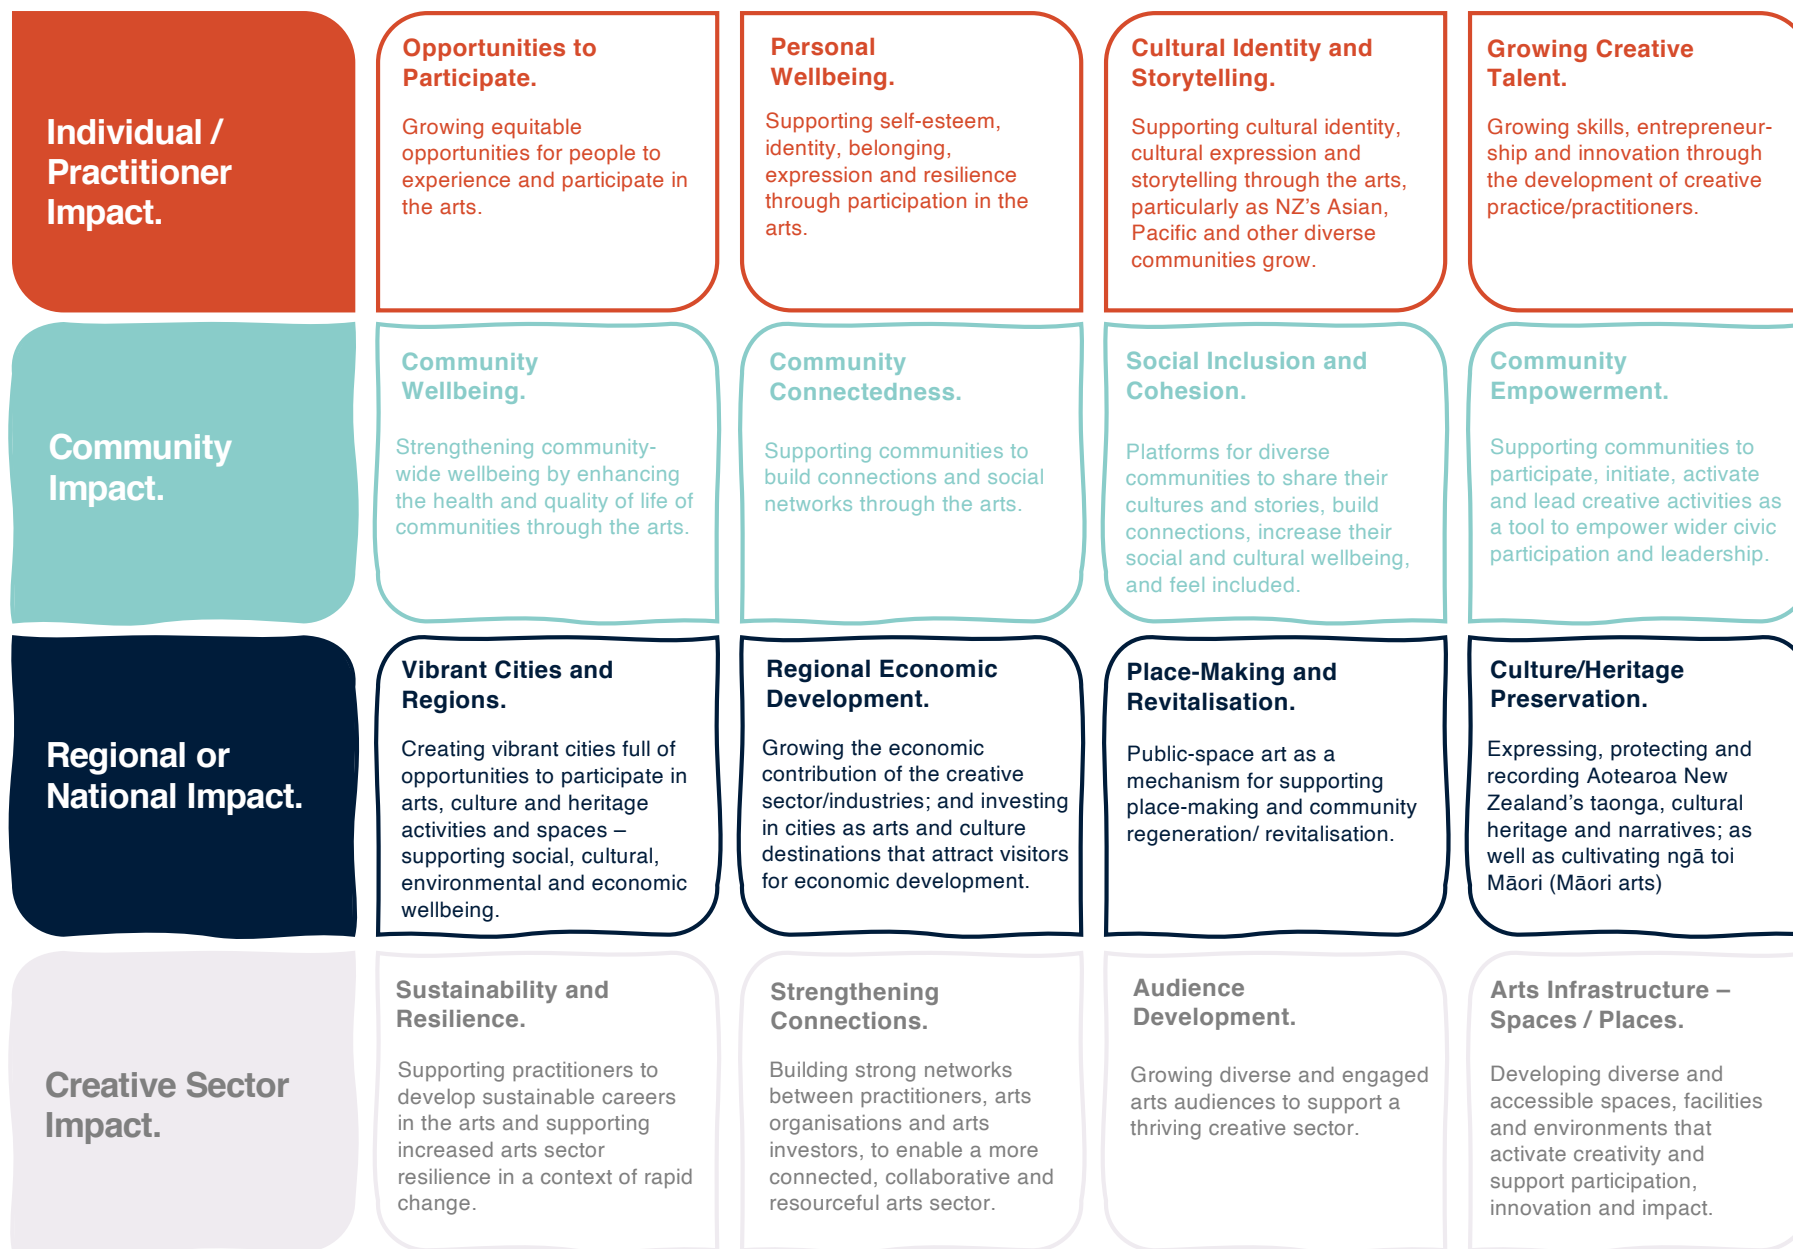 Individual /
Practitioner
Impact.
Opportunities to
Participate.
Growing equitable
opportunities for people to
experience and participate in
the arts.
Personal
Wellbeing.
Supporting self-esteem,
identity, belonging,
expression and resilience
through participation in the
arts.
Cultural Identity and
Storytelling.
Supporting cultural identity,
cultural expression and
storytelling through the arts,
particularly as NZ’s Asian,
Pacific and other diverse
communities grow.
Growing Creative
Talent.
Growing skills, entrepreneur-
ship and innovation through
the development of creative
practice/practitioners.
Community
Impact.
Community
Wellbeing.
Strengthening community-
wide wellbeing by enhancing
the health and quality of life of
communities through the arts.
Community
Connectedness.
Supporting communities to
build connections and social
networks through the arts.
Social Inclusion and
Cohesion.
Platforms for diverse
communities to share their
cultures and stories, build
connections, increase their
social and cultural wellbeing,
and feel included.
Community
Empowerment.
Supporting communities to
participate, initiate, activate
and lead creative activities as
a tool to empower wider civic
participation and leadership.
Regional or
National Impact.
Vibrant Cities and
Regions.
Creating vibrant cities full of
opportunities to participate in
arts, culture and heritage
activities and spaces –
supporting social, cultural,
environmental and economic
wellbeing.
Regional Economic
Development.
Growing the economic
contribution of the creative
sector/industries; and investing
in cities as arts and culture
destinations that attract visitors
for economic development.
Place-Making and
Revitalisation.
Public-space art as a
mechanism for supporting
place-making and community
regeneration/ revitalisation.
Culture/Heritage
Preservation.
Expressing, protecting and
recording Aotearoa New
Zealand’s taonga, cultural
heritage and narratives; as
well as cultivating ngā toi
Māori (Māori arts)
Creative Sector
Impact.
Sustainability and
Resilience.
Supporting practitioners to
develop sustainable careers
in the arts and supporting
increased arts sector
resilience in a context of rapid
change.
Strengthening
Connections.
Building strong networks
between practitioners, arts
organisations and arts
investors, to enable a more
connected, collaborative and
resourceful arts sector.
Audience
Development.
Growing diverse and engaged
arts audiences to support a
thriving creative sector.
Arts Infrastructure –
Spaces / Places.
Developing diverse and
accessible spaces, facilities
and environments that
activate creativity and
support participation,
innovation and impact.